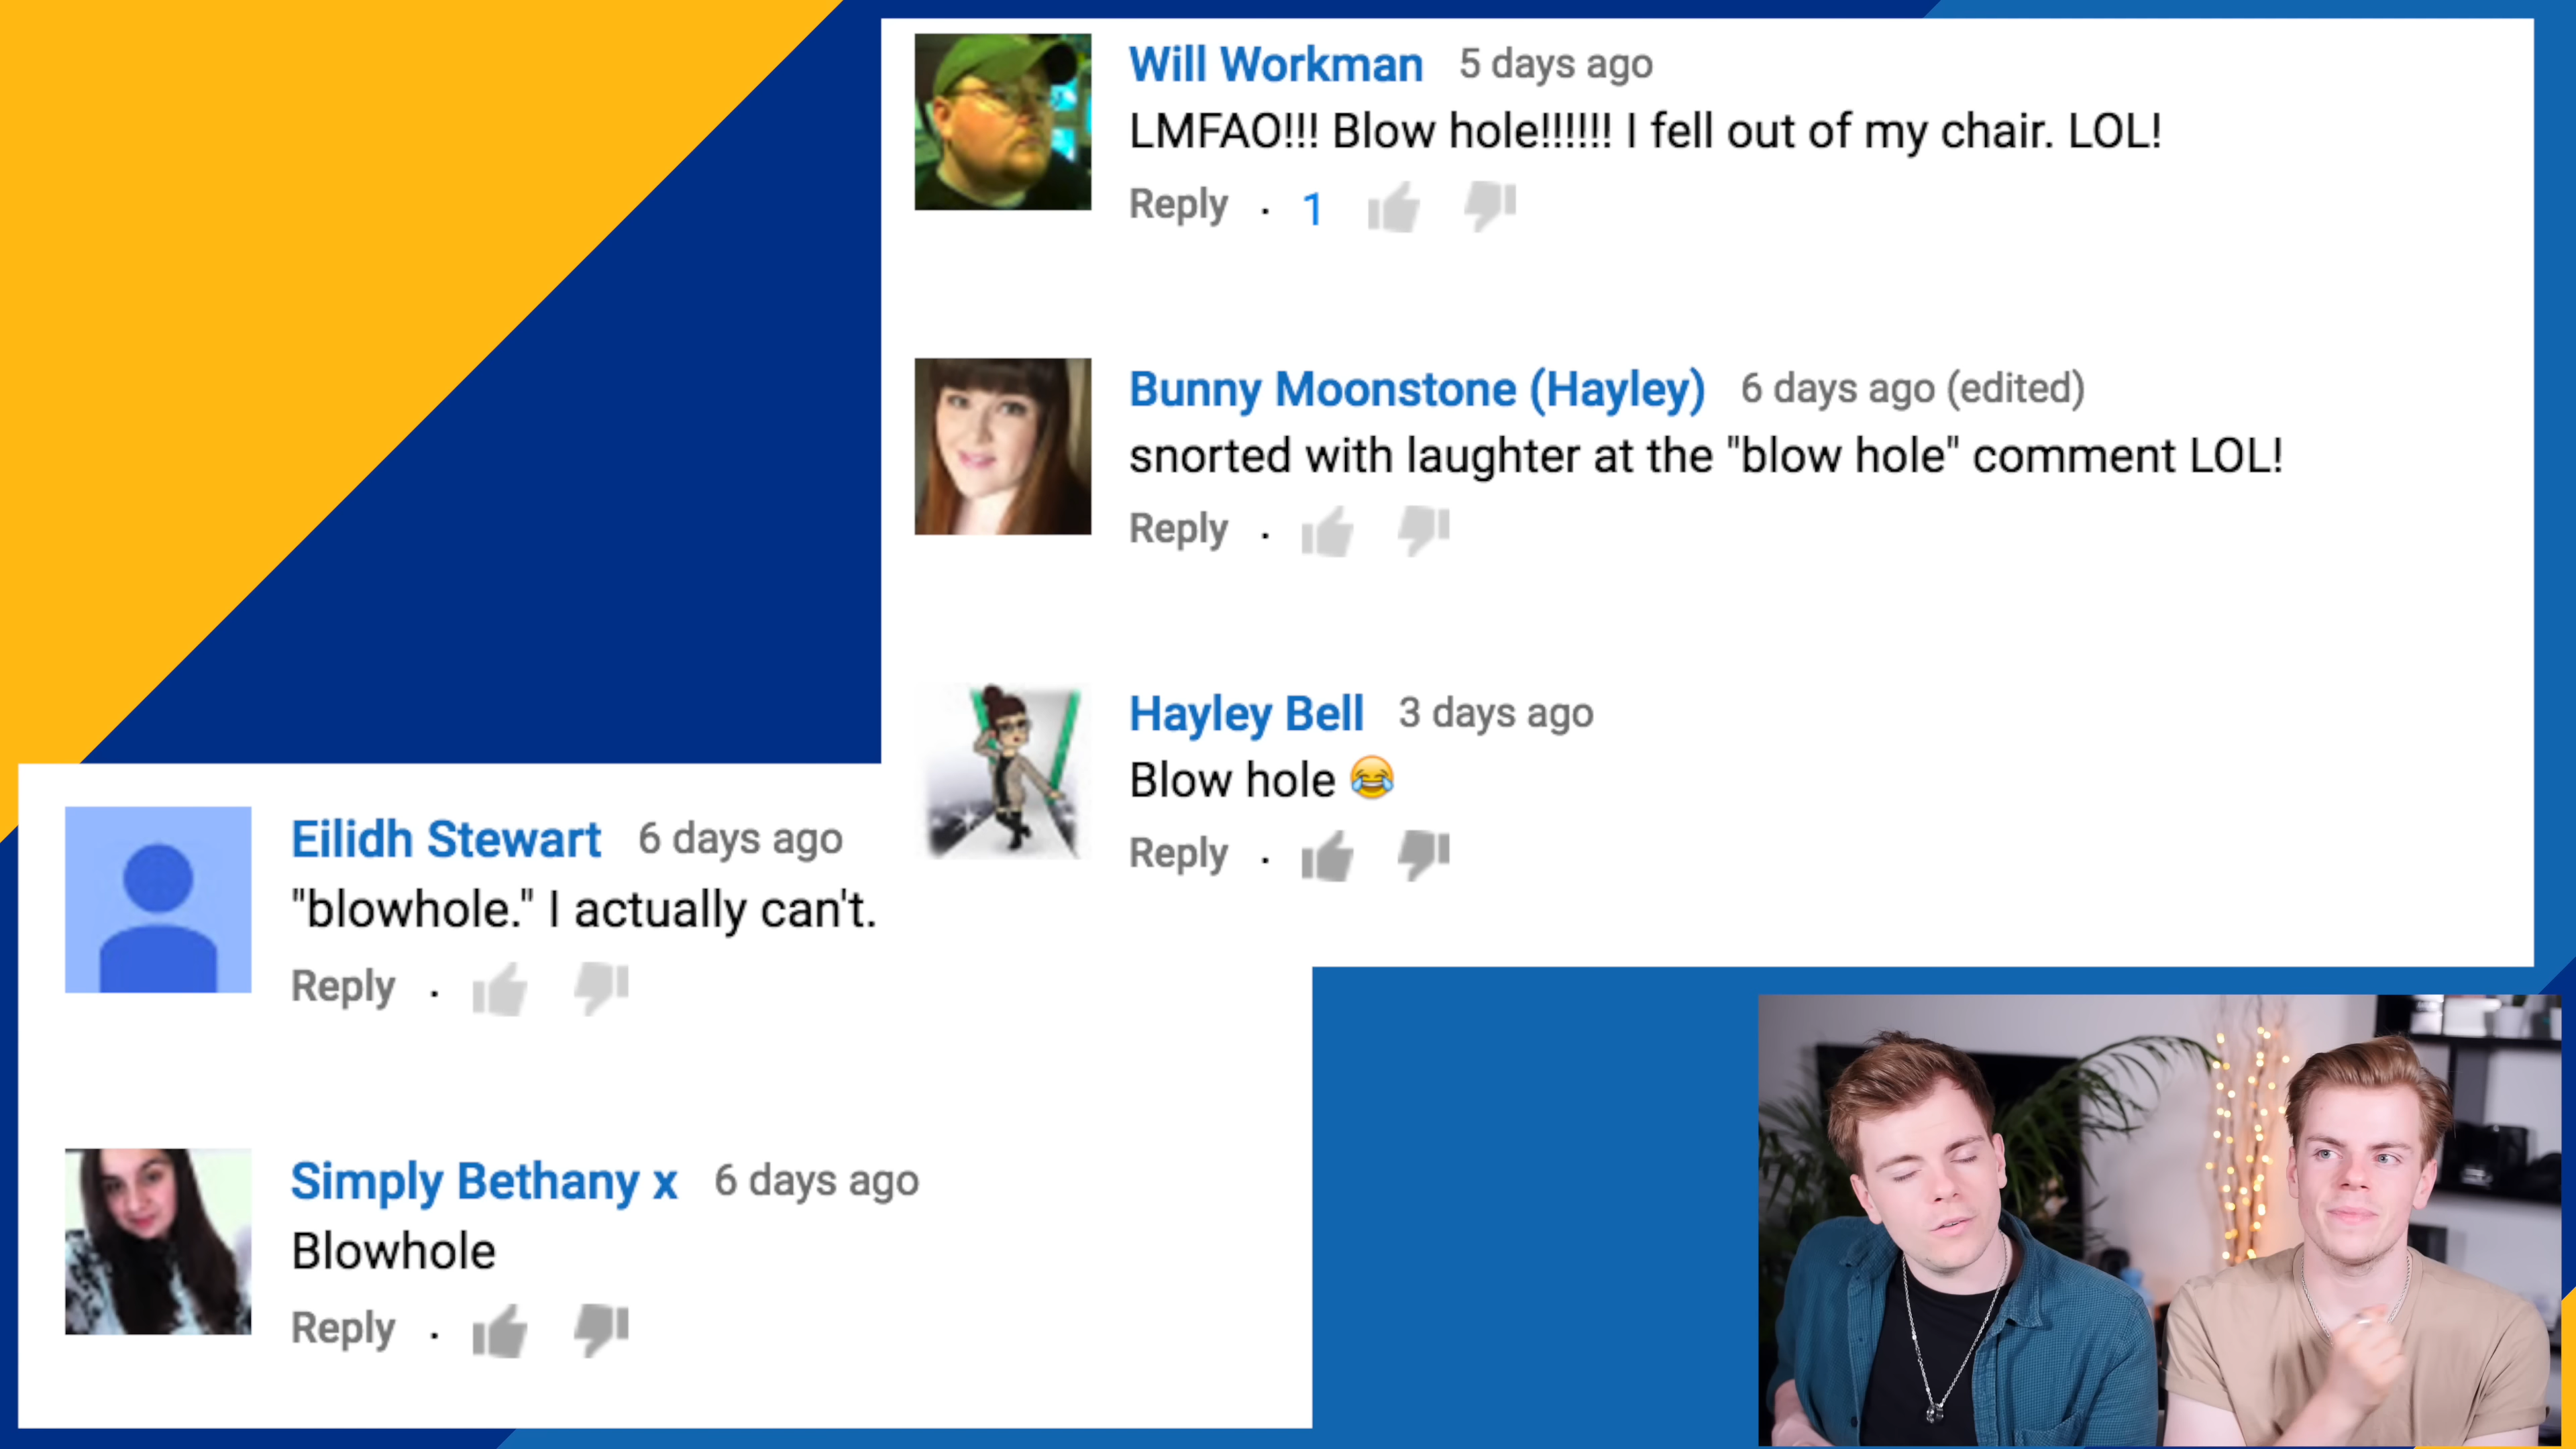 Will Workman 5 days ago
LMFAO!!! Blow hole!!!!!! I fell out of my chair. LOL!
Reply · 1
Bunny Moonstone (Hayley) 6 days ago (edited)
snorted with laughter at the "blow hole" comment LOL!
Reply ·
Hayley Bell 3 days ago
Blow hole 😂
Reply ·
Eilidh Stewart 6 days ago
"blowhole." I actually can't.
Reply ·
Simply Bethany x 6 days ago
Blowhole
Reply ·